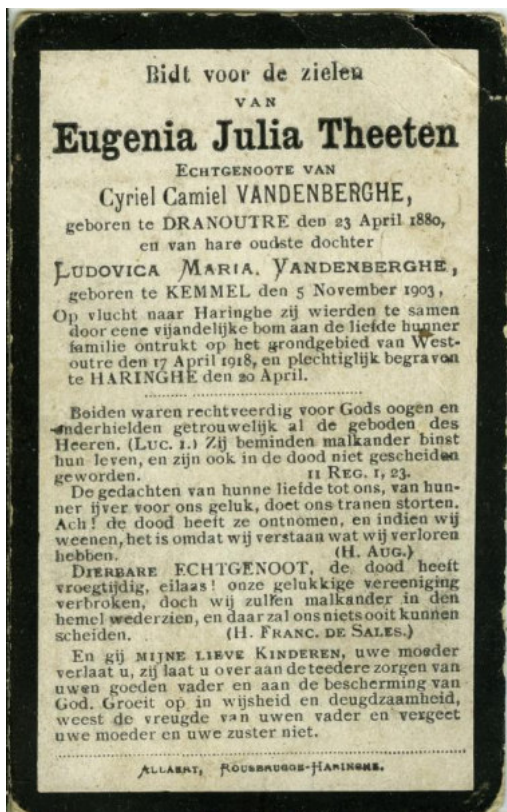 Bidt voor de zielen
VAN
Eugenia Julia Theeten
ECHTGENOOTE VAN
Cyriel Camiel VANDENBERGHE,
geboren te DRANOUTRE den 23 April 1880,
en van hare oudste dochter
LUDOVICA MARIA. VANDENBERGHE,
geboren te KEMMEL den 5 November 1903,
Op vlucht naar Haringhe zij wierden te samen
door eene vijandelijke bom aan de liefde hunner
familie ontrukt op het grondgebied van West-
outre den 17 April 1918, en plechtiglijk begraven
te HARINGHE den 20 April.
Beiden waren rechtveerdig voor Gods oogen en
onderhielden getrouwelijk al de geboden des
Heeren. (Luc. 1.) Zij beminden malkander binst
hun leven, en zijn ook in de dood niet gescheiden
geworden. II REG. I, 23.
De gedachten van hunne liefde tot ons, van hun-
ner ijver voor ons geluk, doet ons tranen storten.
Ach! de dood heeft ze ontnomen, en indien wij
weenen, het is omdat wij verstaan wat wij verloren
hebben. (H. AUG.)
DIERBARE ECHTGENOOT, de dood heeft
vroegtijdig, eilaas! onze gelukkige vereeniging
verbroken, doch wij zullen malkander in den
hemel wederzien, en daar zal ons niets ooit kunnen
scheiden. (H. FRANC. DE SALES.)
En gij MIJNE LIEVE KINDEREN, uwe moeder
verlaat u, zij laat u over aan de teedere zorgen van
uwen goeden vader en aan de bescherming van
God. Groeit op in wijsheid en deugdzaamheid,
weest de vreugde van uwen vader en vergeet
uwe moeder en uwe zuster niet.
ALLAERT, ROUSBRUGGE-HARINGHE.